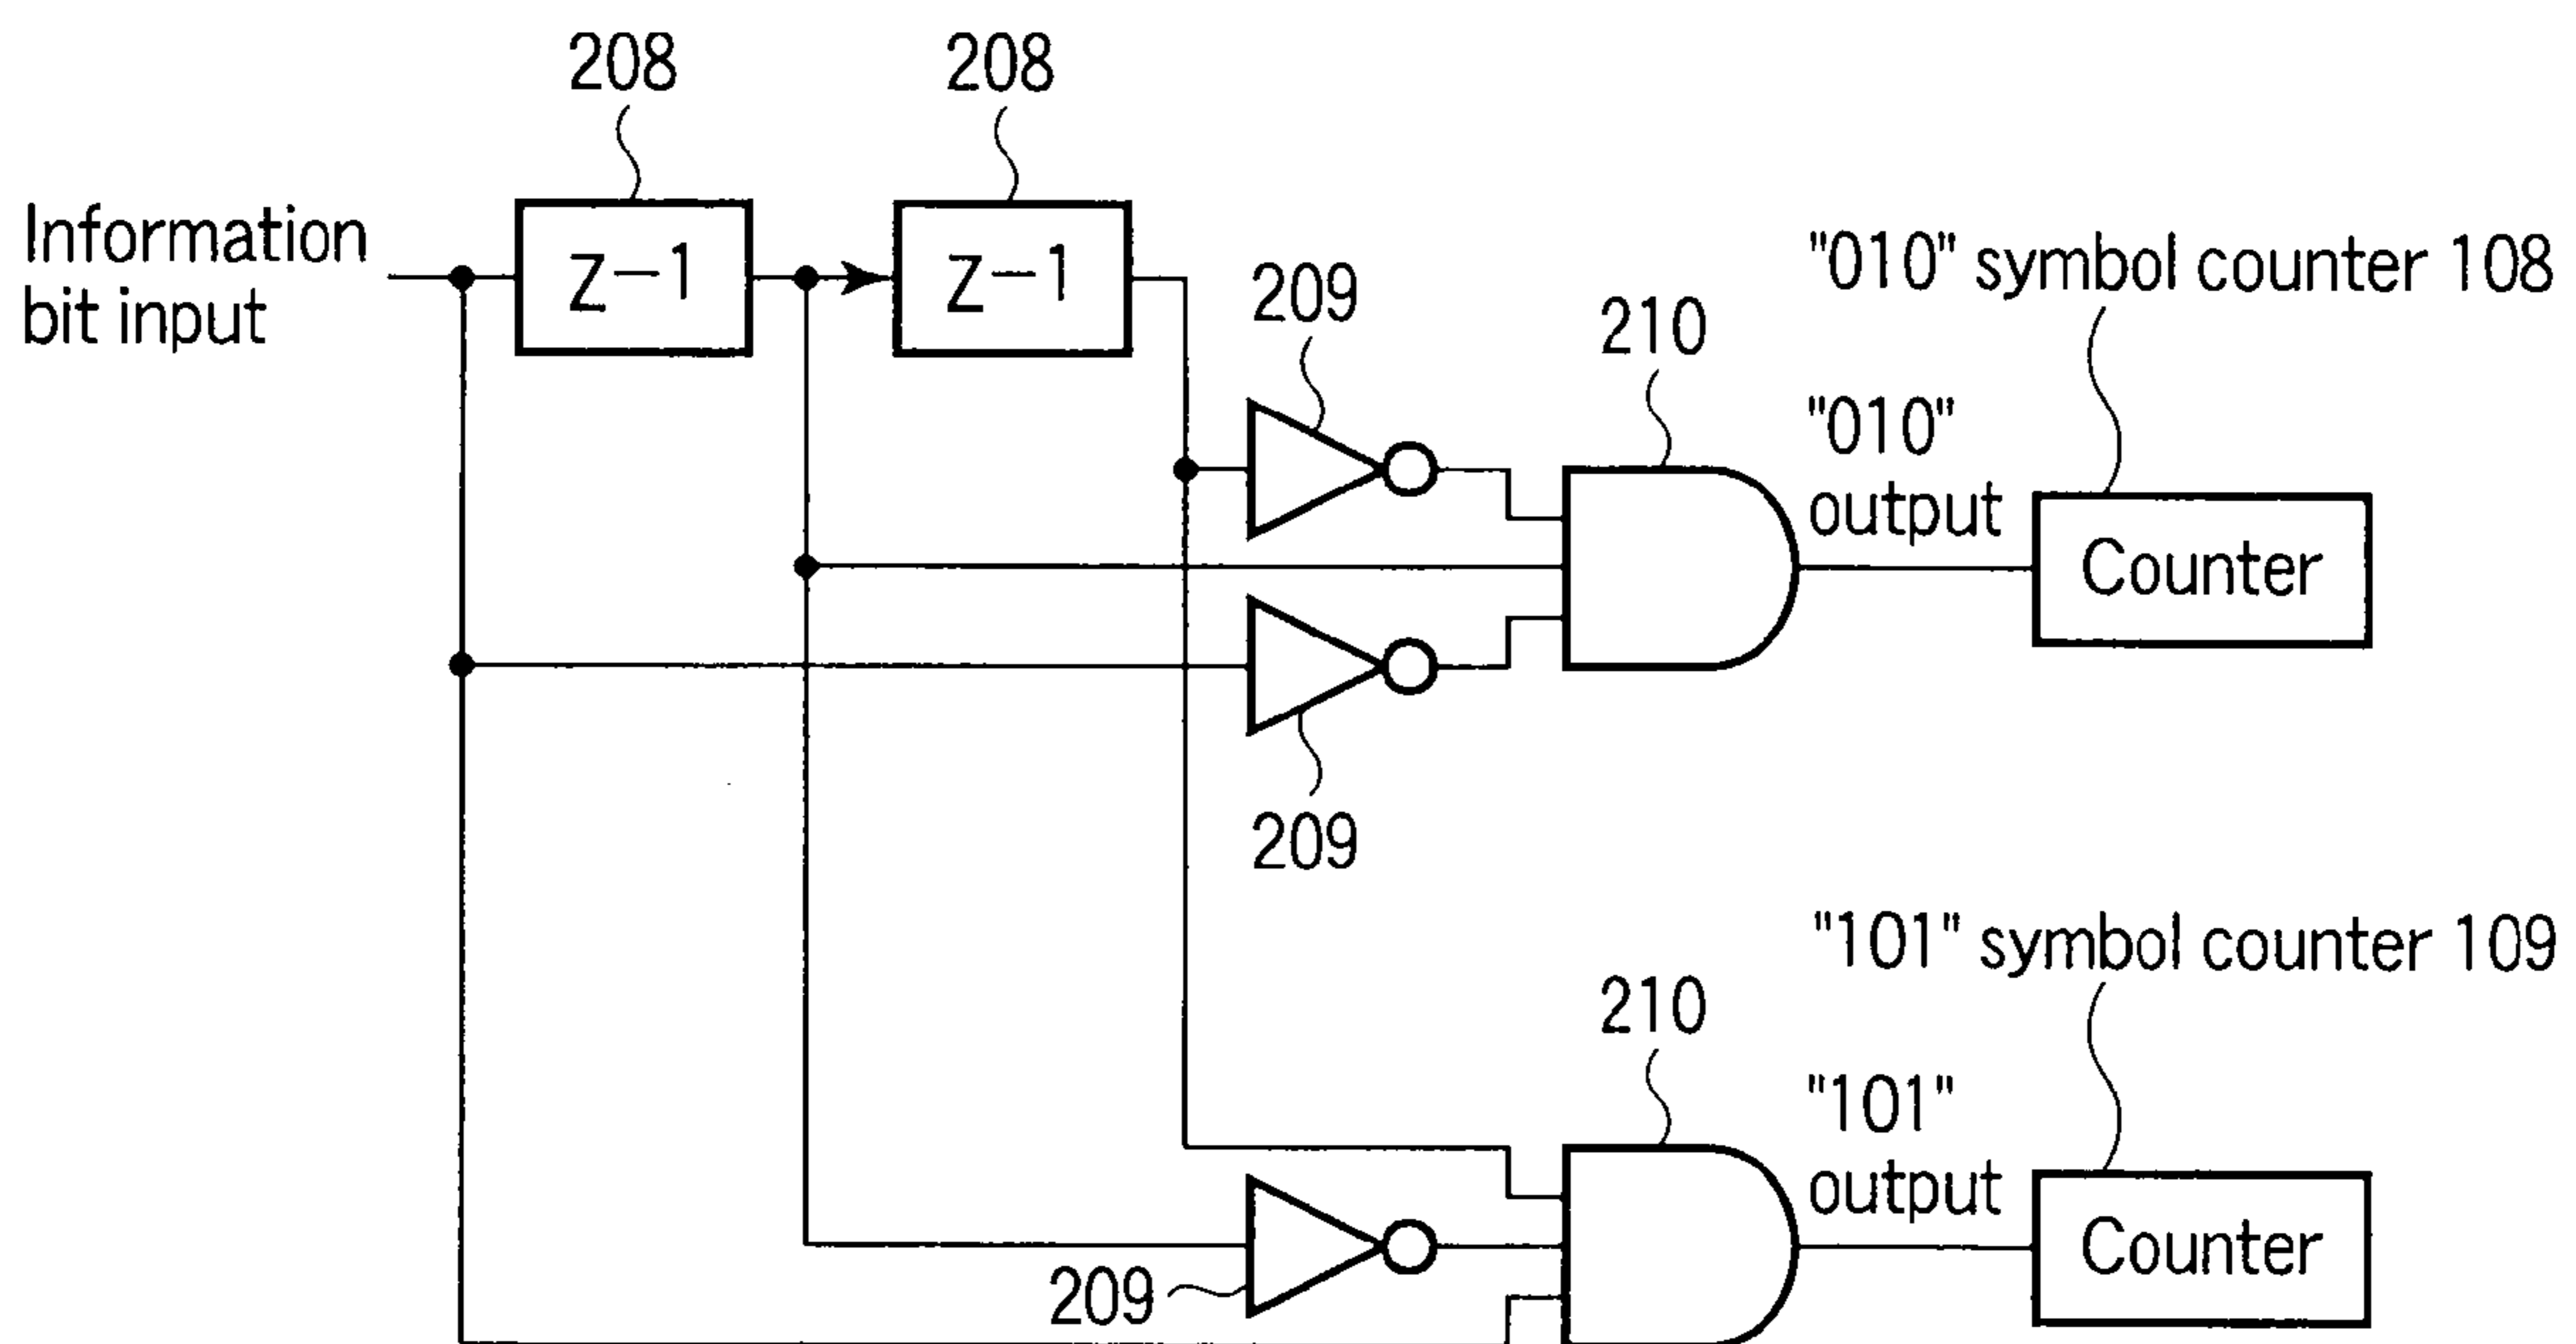 208
208
Information
bit input
Z−1
Z−1
209
210
"010" symbol counter 108
"010"
output
Counter
209
"101" symbol counter 109
210
"101"
output
Counter
209